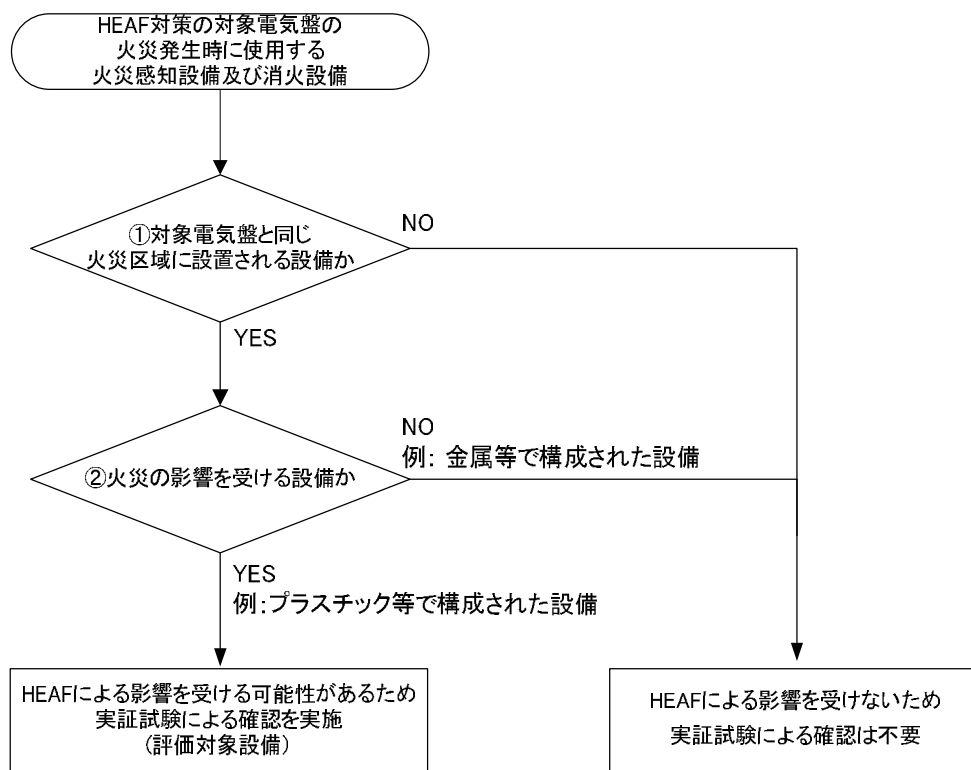 HEAF対策の対象電気盤の
火災発生時に使用する
火災感知設備及び消火設備
①対象電気盤と同じ
火災区域に設置される設備か
NO
YES
②火災の影響を受ける設備か
NO
例: 金属等で構成された設備
YES
例:プラスチック等で構成された設備
HEAFによる影響を受ける可能性があるため
実証試験による確認を実施
(評価対象設備)
HEAFによる影響を受けないため
実証試験による確認は不要